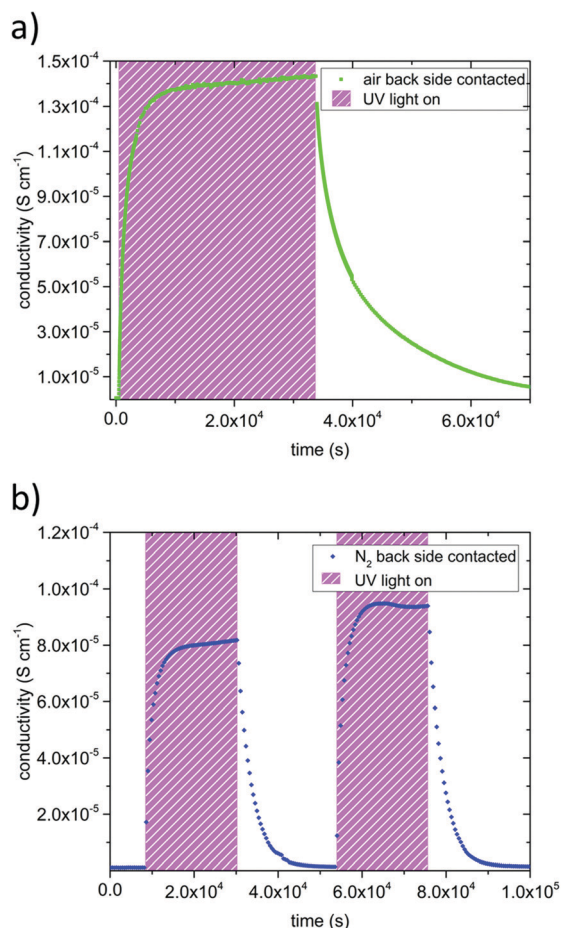 a)
1.5x10⁻⁴
1.3x10⁻⁴
1.1x10⁻⁴
9.0x10⁻⁵
7.0x10⁻⁵
5.0x10⁻⁵
3.0x10⁻⁵
1.0x10⁻⁵
conductivity (S cm⁻¹)
air back side contacted
UV light on
0.0
2.0x10⁴
4.0x10⁴
6.0x10⁴
time (s)
b)
1.2x10⁻⁴
1.0x10⁻⁴
8.0x10⁻⁵
6.0x10⁻⁵
4.0x10⁻⁵
2.0x10⁻⁵
conductivity (S cm⁻¹)
N₂ back side contacted
UV light on
0.0
2.0x10⁴
4.0x10⁴
6.0x10⁴
8.0x10⁴
1.0x10⁵
time (s)